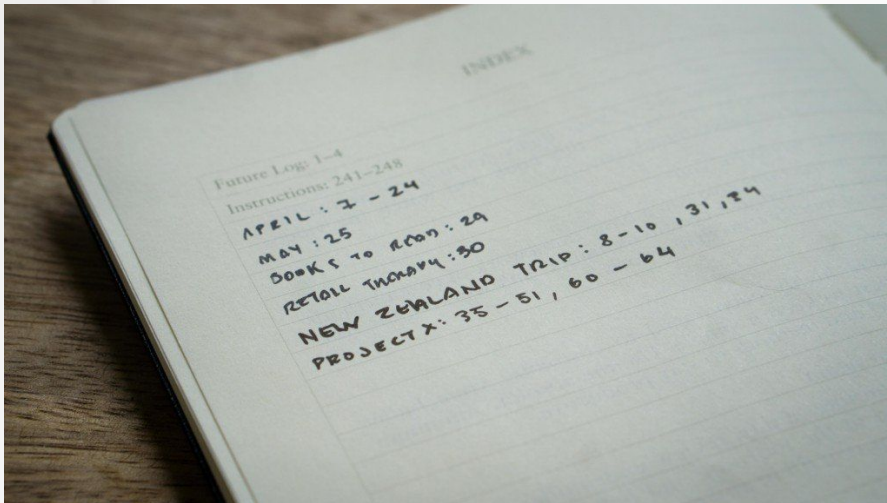 INDEX
Future Log: 1–4
Instructions: 241–248
APRIL : 7 - 24
MAY : 25
BOOKS TO READ : 29
RETAIL THERAPY : 30
NEW ZEALAND TRIP : 8 - 10 , 31 ,
PROJECT X : 35 - 51 , 60 - 64